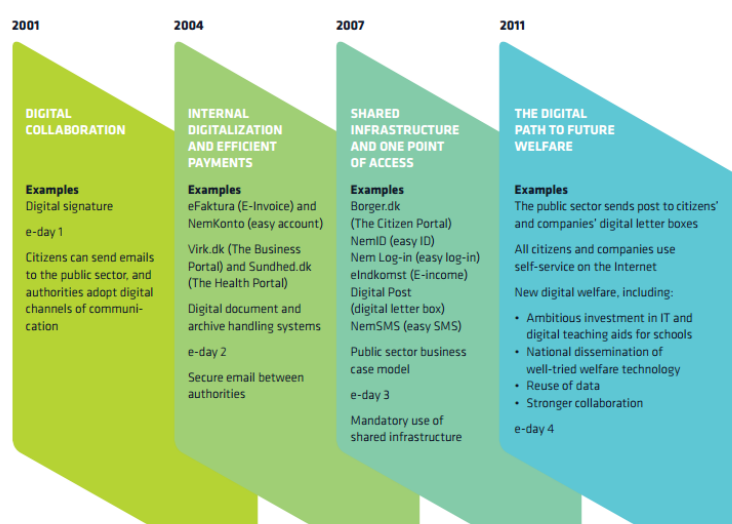 2001
DIGITAL
COLLABORATION
Examples
Digital signature
e-day 1
Citizens can send emails
to the public sector, and
authorities adopt digital
channels of communi-
cation
2004
INTERNAL
DIGITALIZATION
AND EFFICIENT
PAYMENTS
Examples
eFaktura (E-Invoice) and
NemKonto (easy account)
Virk.dk (The Business
Portal) and Sundhed.dk
(The Health Portal)
Digital document and
archive handling systems
e-day 2
Secure email between
authorities
2007
SHARED
INFRASTRUCTURE
AND ONE POINT
OF ACCESS
Examples
Borger.dk
(The Citizen Portal)
NemID (easy ID)
Nem Log-in (easy log-in)
eIndkomst (E-income)
Digital Post
(digital letter box)
NemSMS (easy SMS)
Public sector business
case model
e-day 3
Mandatory use of
shared infrastructure
2011
THE DIGITAL
PATH TO FUTURE
WELFARE
Examples
The public sector sends post to citizens'
and companies' digital letter boxes
All citizens and companies use
self-service on the Internet
New digital welfare, including:
• Ambitious investment in IT and
digital teaching aids for schools
• National dissemination of
well-tried welfare technology
• Reuse of data
• Stronger collaboration
e-day 4